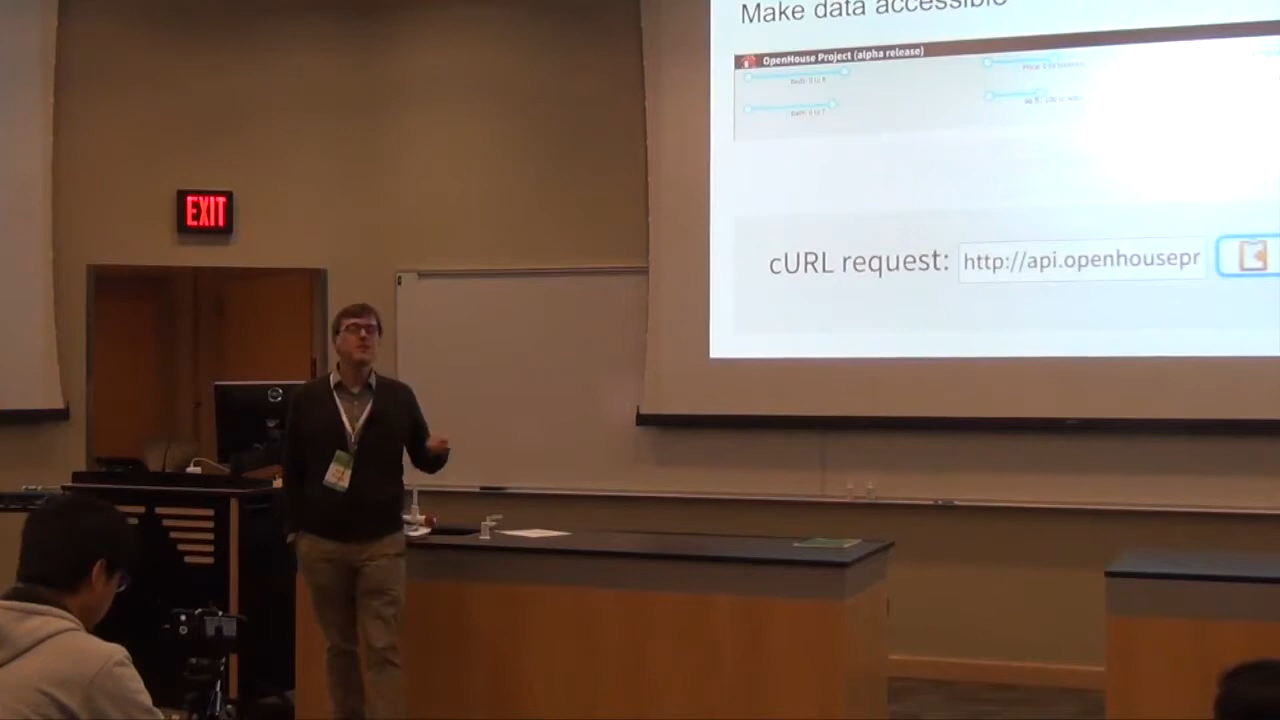 Make data accessible
OpenHouse Project (alpha release)
EXIT
cURL request: http://api.openhousepr